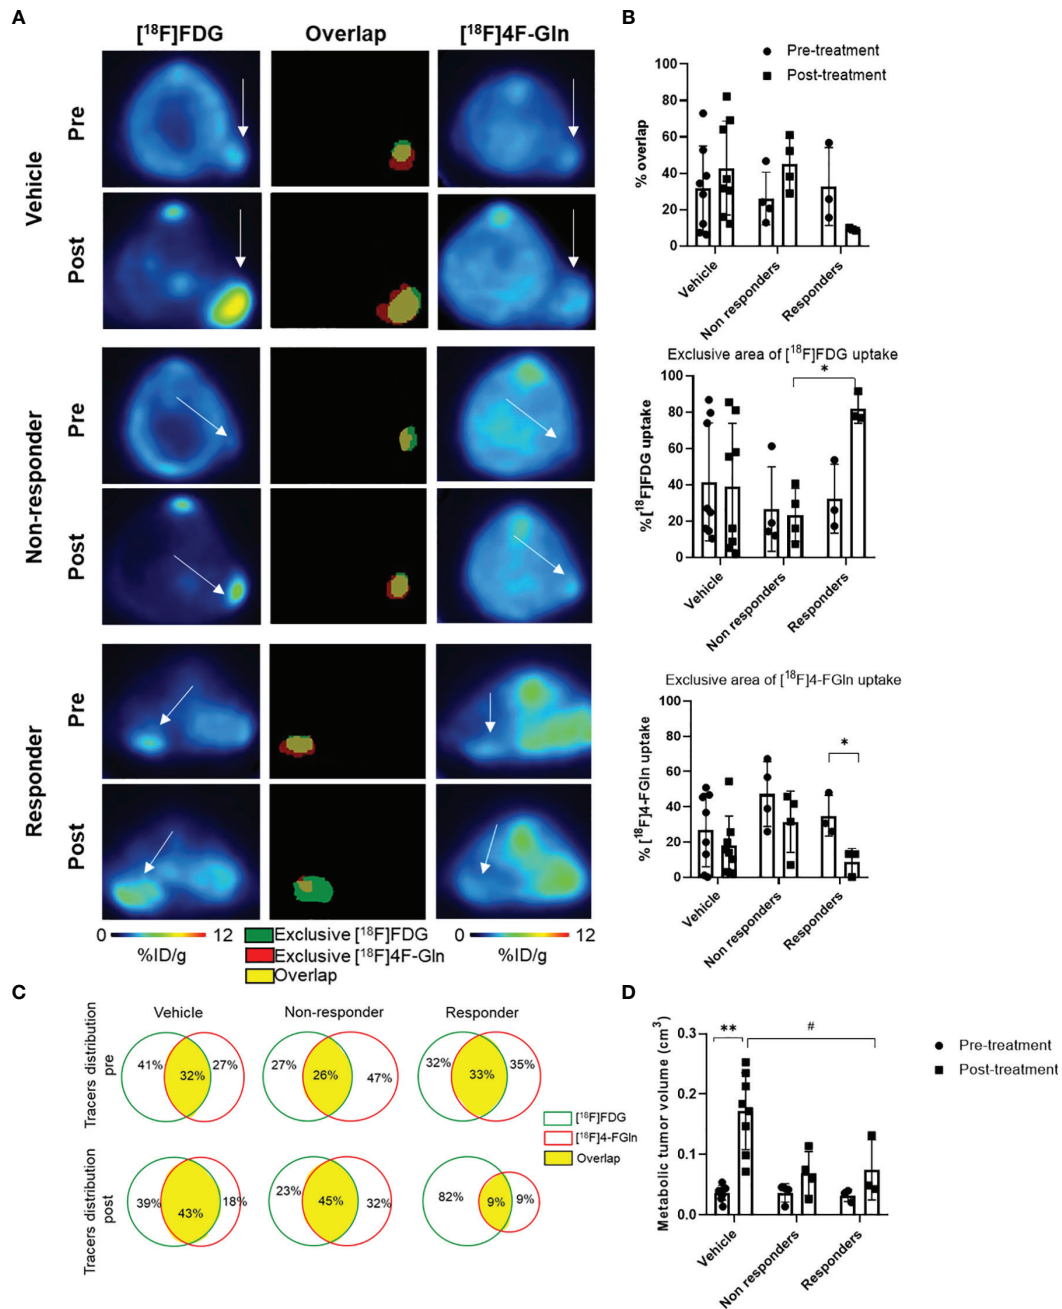 A
[¹⁸F]FDG
Overlap
[¹⁸F]4F-Gln
Vehicle
Pre
Post
Non-responder
Pre
Post
Responder
Pre
Post
0 12
%ID/g
Exclusive [¹⁸F]FDG
Exclusive [¹⁸F]4F-Gln
Overlap
0 12
%ID/g
B
Pre-treatment
Post-treatment
% overlap
100
80
60
40
20
0
Vehicle
Non responders
Responders
Exclusive area of [¹⁸F]FDG uptake
*
% [¹⁸F]FDG uptake
100
80
60
40
20
0
Vehicle
Non responders
Responders
Exclusive area of [¹⁸F]4-FGln uptake
*
% [¹⁸F]4-FGln uptake
100
80
60
40
20
0
Vehicle
Non responders
Responders
C
Vehicle
Non-responder
Responder
Tracers distribution
pre
41% 32% 27%
27% 26% 47%
32% 33% 35%
[¹⁸F]FDG
[¹⁸F]4-FGln
Overlap
Tracers distribution
post
39% 43% 18%
23% 45% 32%
82% 9% 9%
D
Pre-treatment
Post-treatment
**
#
Metabolic tumor volume (cm³)
0.3
0.2
0.1
0.0
Vehicle
Non responders
Responders